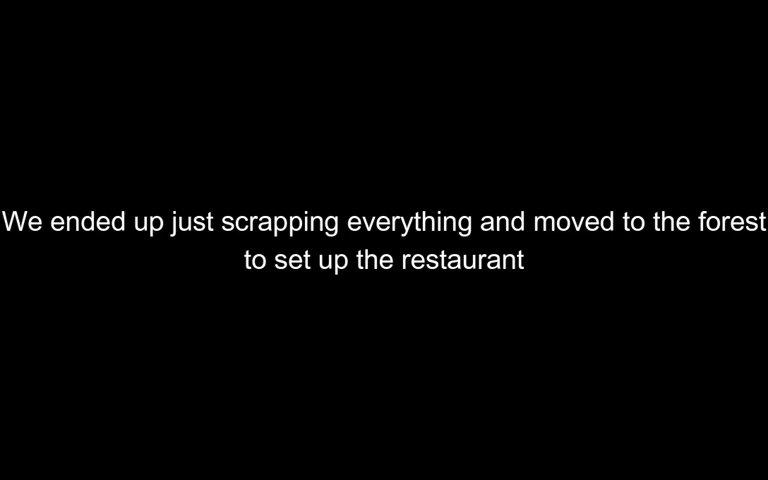 We ended up just scrapping everything and moved to the forest
to set up the restaurant